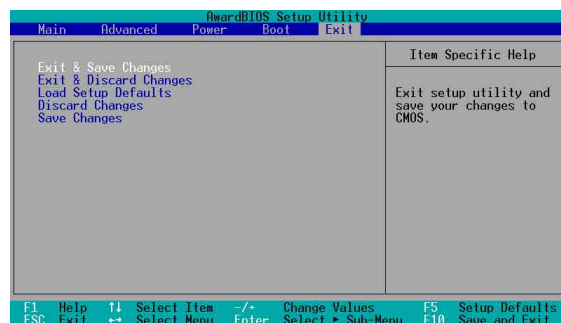 AwardBIOS Setup Utility
Main Advanced Power Boot Exit
Item Specific Help
Exit & Save Changes
Exit & Discard Changes
Load Setup Defaults
Discard Changes
Save Changes
Exit setup utility and
save your changes to
CMOS.
F1 Help ↑↓ Select Item -/+ Change Values F5 Setup Defaults
ESC Exit ←→ Select Menu Enter Select ► Sub-Menu F10 Save and Exit